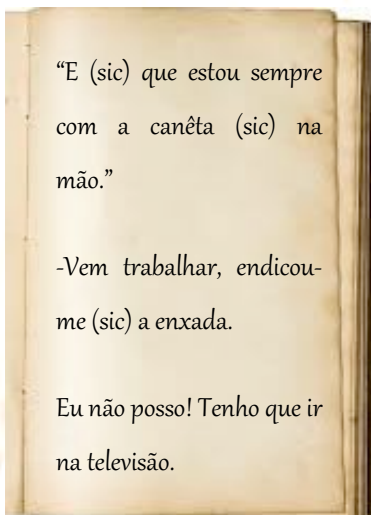 “E (sic) que estou sempre
com a canêta (sic) na
mão.”
-Vem trabalhar, endicou-
me (sic) a enxada.
Eu não posso! Tenho que ir
na televisão.